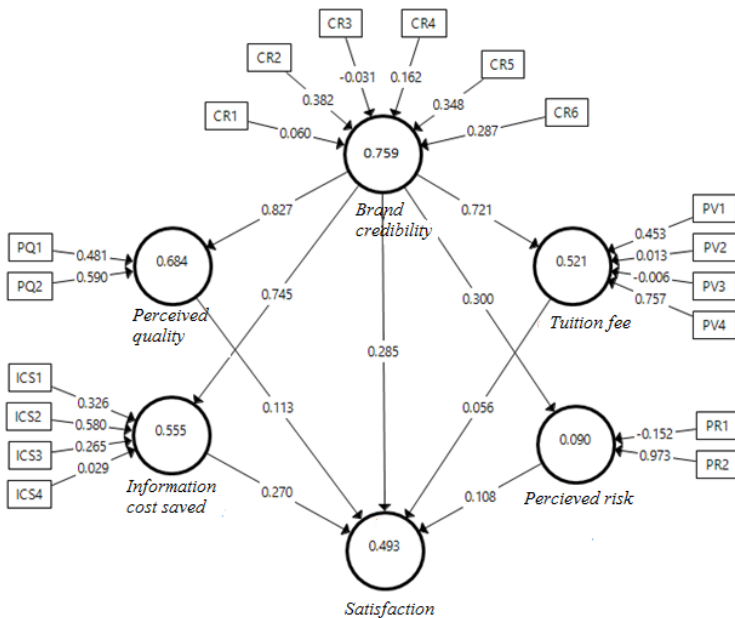 CR3
CR4
CR2
CR5
-0.031
0.162
0.382
0.348
CR1
CR6
0.060
0.287
0.759
Brand
credibility
0.827
0.721
PV1
0.453
PQ1
0.481
PV2
0.013
0.684
0.521
PQ2
0.590
PV3
-0.006
0.757
PV4
Perceived
quality
Tuition fee
0.745
0.300
0.285
ICS1
0.326
0.113
0.056
ICS2
0.580
0.555
PR1
-0.152
ICS3
0.265
0.090
PR2
0.973
ICS4
0.029
Information
cost saved
0.270
0.108
Percieved risk
0.493
Satisfaction